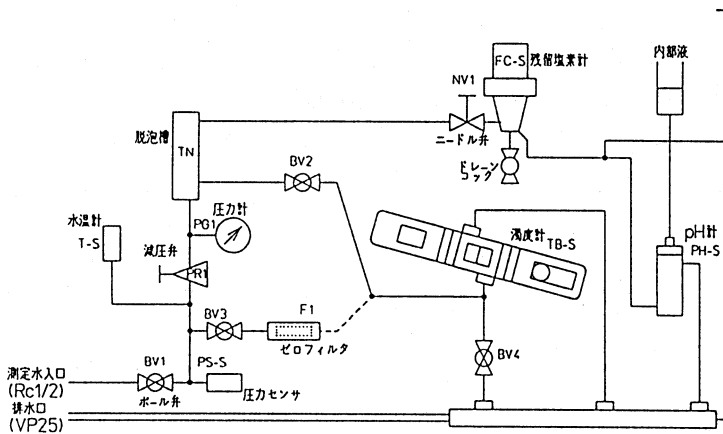 FC-S 残留塩素計
内部液
NV1
ニードル弁
ドレーン
コック
脱泡槽
TN
BV2
圧力計
PG1
水温計
T-S
減圧弁
PR1
濁度計
TB-S
pH計
PH-S
BV3
F1
ゼロフィルタ
BV4
測定水入口
(Rc1/2)
BV1
ボール弁
PS-S
圧力センサ
排水口
(VP25)